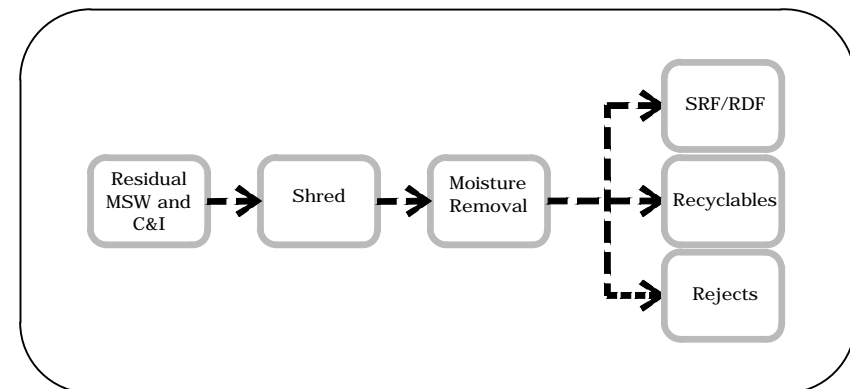 Residual
MSW and
C&I
Shred
Moisture
Removal
SRF/RDF
Recyclables
Rejects